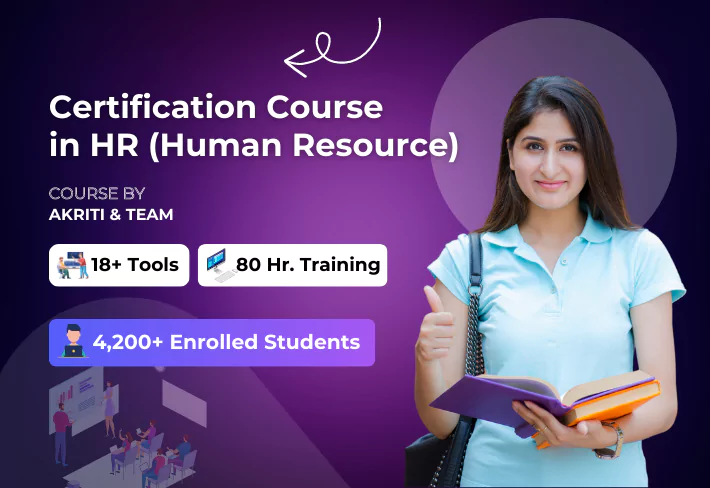 Certification Course
in HR (Human Resource)
COURSE BY
AKRITI & TEAM
18+ Tools
80 Hr. Training
4,200+ Enrolled Students